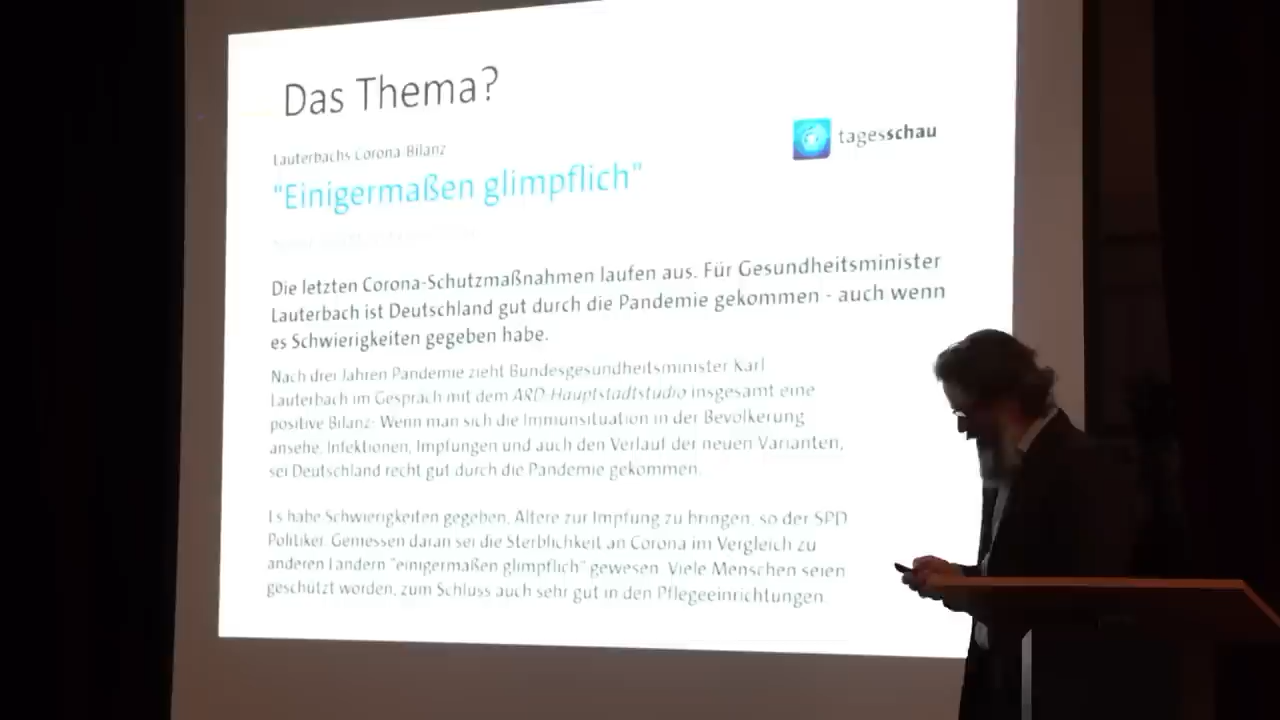 Das Thema?
tagesschau
Lauterbachs Corona-Bilanz
"Einigermaßen glimpflich"
Die letzten Corona-Schutzmaßnahmen laufen aus. Für Gesundheitsminister
Lauterbach ist Deutschland gut durch die Pandemie gekommen - auch wenn
es Schwierigkeiten gegeben habe.
Nach drei Jahren Pandemie zieht Bundesgesundheitsminister Karl
Lauterbach im Gespräch mit dem ARD-Hauptstadtstudio insgesamt eine
positive Bilanz: Wenn man sich die Immunsituation in der Bevölkerung
ansehe, Infektionen, Impfungen und auch den Verlauf der neuen Varianten,
sei Deutschland recht gut durch die Pandemie gekommen.
Es habe Schwierigkeiten gegeben, Ältere zur Impfung zu bringen, so der SPD-
Politiker. Gemessen daran sei die Sterblichkeit an Corona im Vergleich zu
anderen Ländern "einigermaßen glimpflich" gewesen. Viele Menschen seien
geschützt worden, zum Schluss auch sehr gut in den Pflegeeinrichtungen.